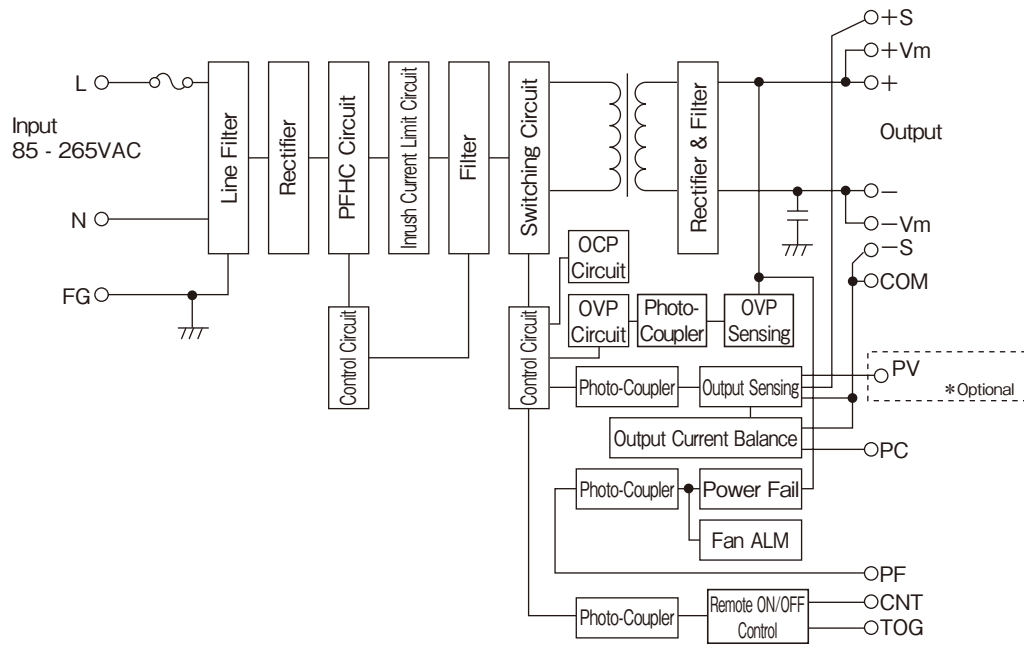 +S
+Vm
L
+
Input
85 - 265VAC
Output
Line Filter
Rectifier
PFHC Circuit
Inrush Current Limit Circuit
Filter
Switching Circuit
Rectifier & Filter
N
−
−Vm
−S
OCP
Circuit
COM
FG
Control Circuit
Control Circuit
OVP
Circuit
Photo-
Coupler
OVP
Sensing
PV
*Optional
Photo-Coupler
Output Sensing
Output Current Balance
PC
Photo-Coupler
Power Fail
Fan ALM
PF
Photo-Coupler
Remote ON/OFF
Control
CNT
TOG